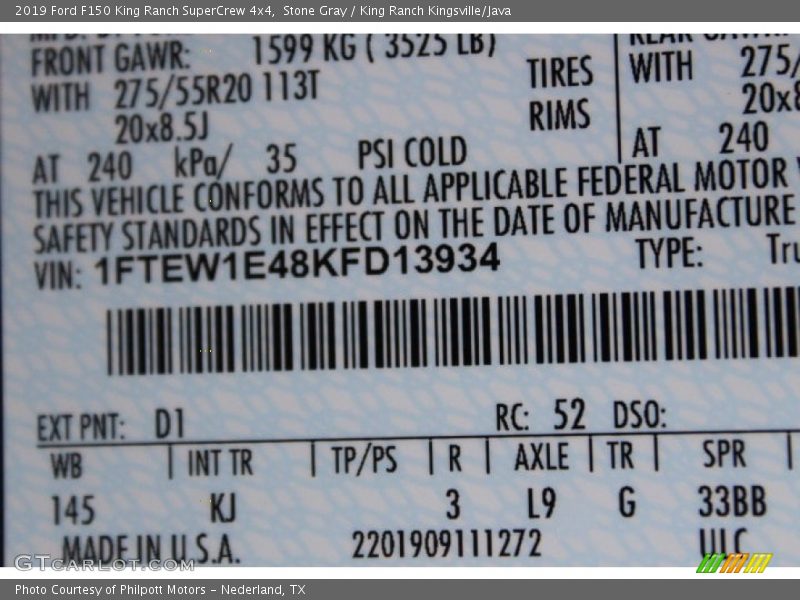 2019 Ford F150 King Ranch SuperCrew 4x4, Stone Gray / King Ranch Kingsville/Java
FRONT GAWR: 1599 KG ( 3525 LB)
WITH 275/55R20 113T TIRES WITH 275/
20x8.5J RIMS 20x8
AT 240 kPa/ 35 PSI COLD AT 240
THIS VEHICLE CONFORMS TO ALL APPLICABLE FEDERAL MOTOR V
SAFETY STANDARDS IN EFFECT ON THE DATE OF MANUFACTURE
VIN: 1FTEW1E48KFD13934 TYPE: Tru
EXT PNT: D1 RC: 52 DSO:
WB INT TR TP/PS R AXLE TR SPR
145 KJ 3 L9 G 33BB
MADE IN U.S.A. 2201909111272
GTCarLot.com
Photo Courtesy of Philpott Motors - Nederland, TX